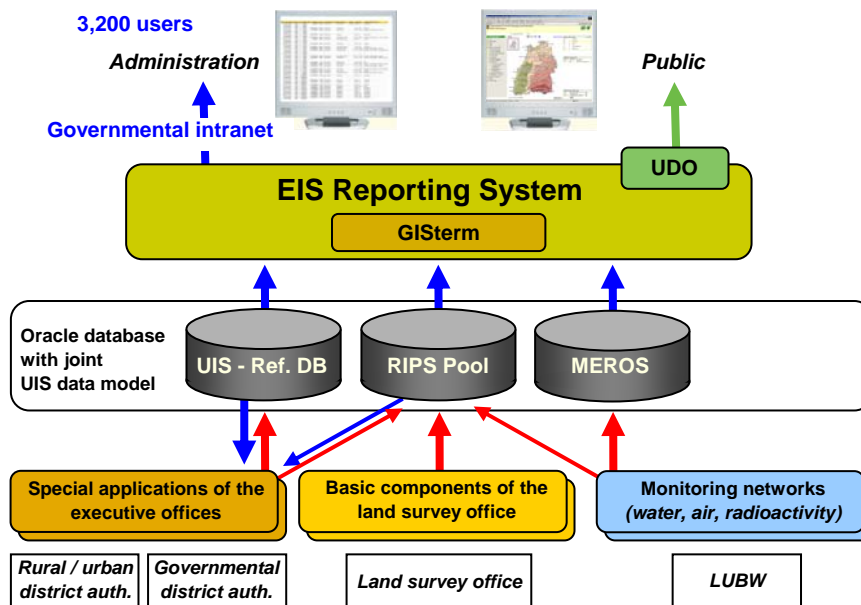 3,200 users
Administration
Public
Governmental intranet
UDO
EIS Reporting System
GISterm
Oracle database
with joint
UIS data model
UIS - Ref. DB
RIPS Pool
MEROS
Special applications of the
executive offices
Basic components of the
land survey office
Monitoring networks
(water, air, radioactivity)
Rural / urban
district auth.
Governmental
district auth.
Land survey office
LUBW